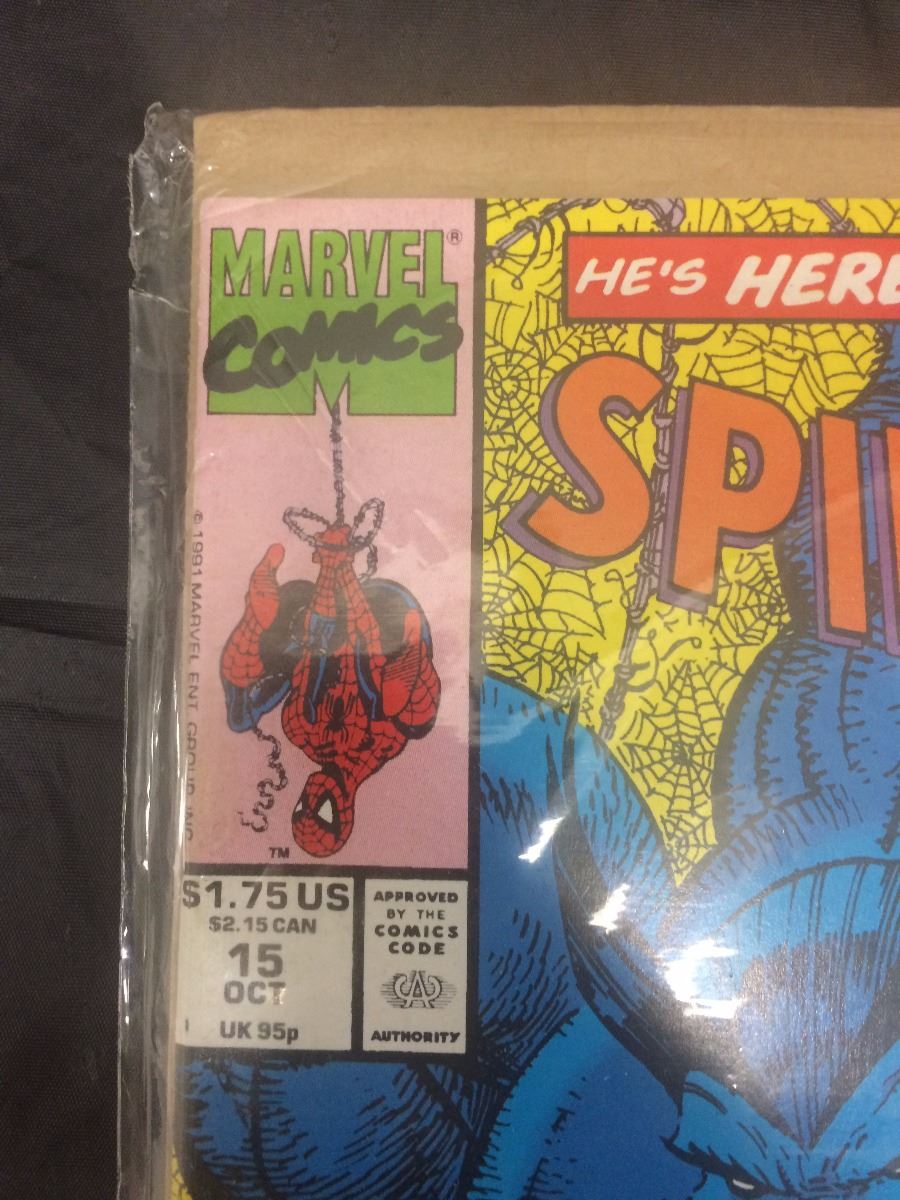 MARVEL®
COMICS
HE'S HERE
SPI
© 1991 MARVEL ENT. GROUP, INC.
TM
$1.75 US
$2.15 CAN
15
OCT
UK 95p
APPROVED
BY THE
COMICS
CODE
CA
AUTHORITY